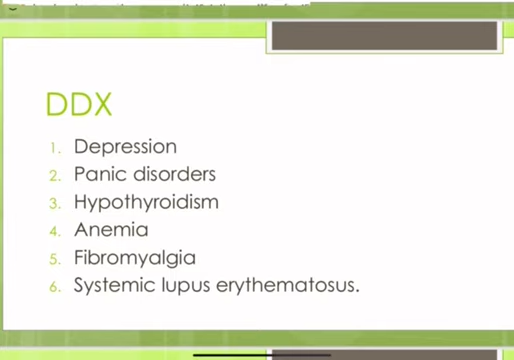 DDX
1. Depression
2. Panic disorders
3. Hypothyroidism
4. Anemia
5. Fibromyalgia
6. Systemic lupus erythematosus.